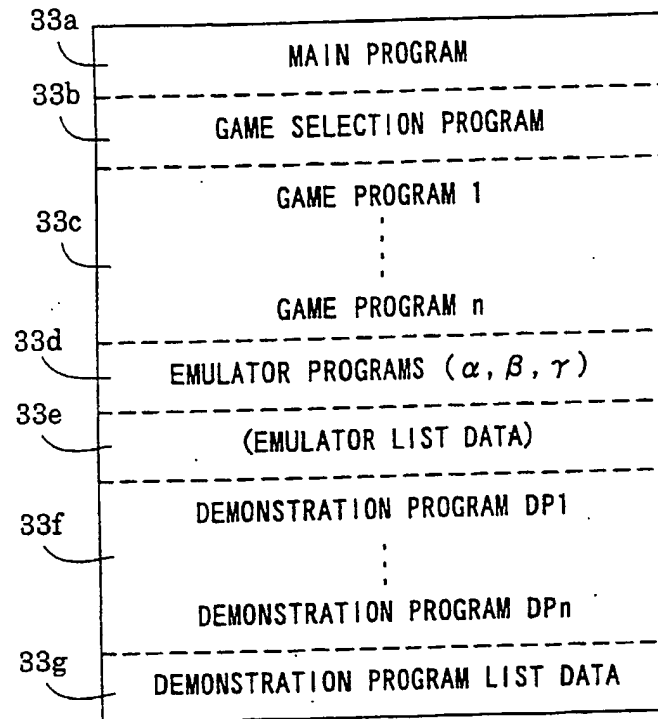 33a
MAIN PROGRAM
33b
GAME SELECTION PROGRAM
GAME PROGRAM 1
33c
GAME PROGRAM n
33d
EMULATOR PROGRAMS (α, β, γ)
33e
(EMULATOR LIST DATA)
DEMONSTRATION PROGRAM DP1
33f
DEMONSTRATION PROGRAM DPn
33g
DEMONSTRATION PROGRAM LIST DATA